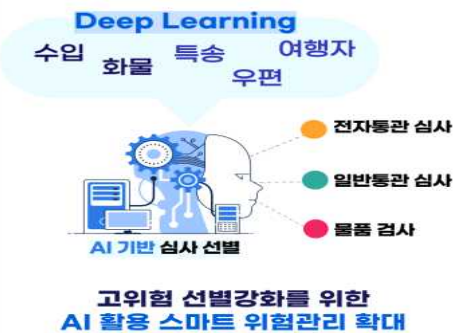 Deep Learning
수입 화물 특송 우편 여행자
전자통관 심사
일반통관 심사
물품 검사
AI 기반 심사 선별
고위험 선별강화를 위한
AI 활용 스마트 위험관리 확대